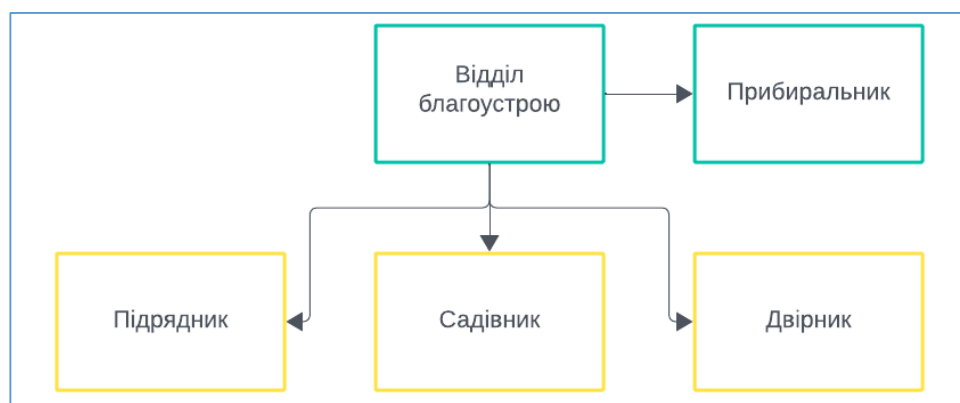 Відділ
благоустрою
Прибиральник
Підрядник
Садівник
Двірник